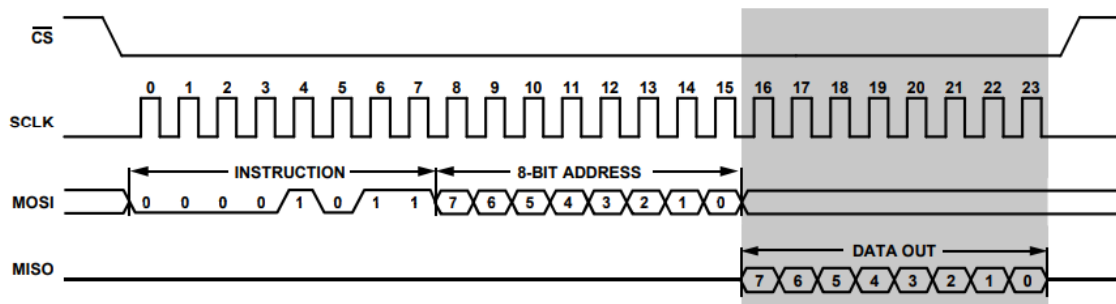 CS
0 1 2 3 4 5 6 7 8 9 10 11 12 13 14 15 16 17 18 19 20 21 22 23
SCLK
INSTRUCTION 8-BIT ADDRESS
MOSI 0 0 0 0 1 0 1 1 7 6 5 4 3 2 1 0
DATA OUT
MISO 7 6 5 4 3 2 1 0